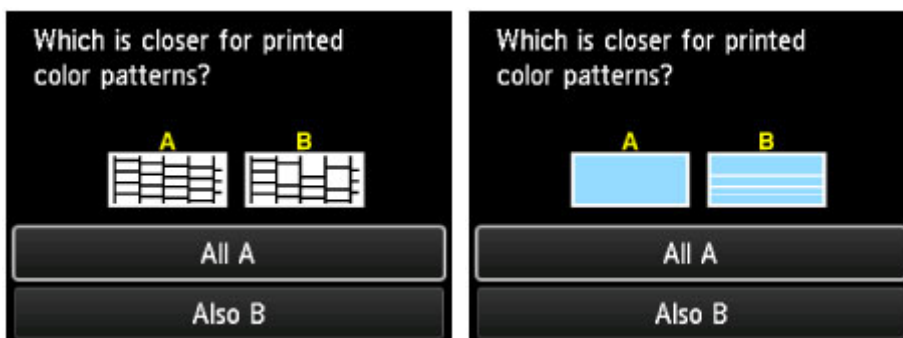 Which is closer for printed
color patterns?
A B
All A
Also B
Which is closer for printed
color patterns?
A B
All A
Also B